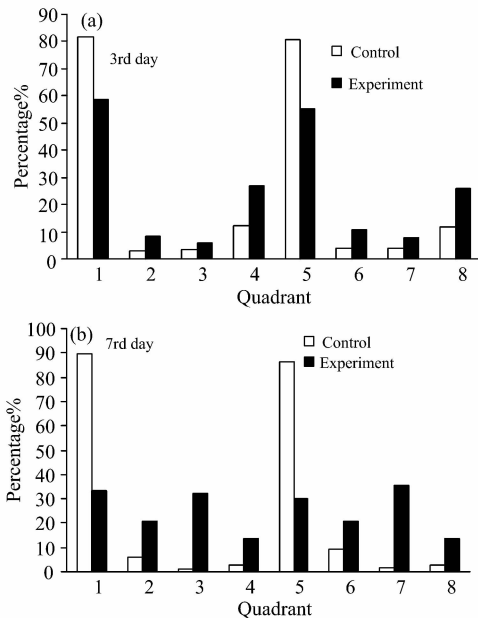 (a)
3rd day
Control
Experiment
Percentage%
90
80
70
60
50
40
30
20
10
0
1 2 3 4 5 6 7 8
Quadrant
(b)
7rd day
Control
Experiment
Percentage%
100
90
80
70
60
50
40
30
20
10
0
1 2 3 4 5 6 7 8
Quadrant